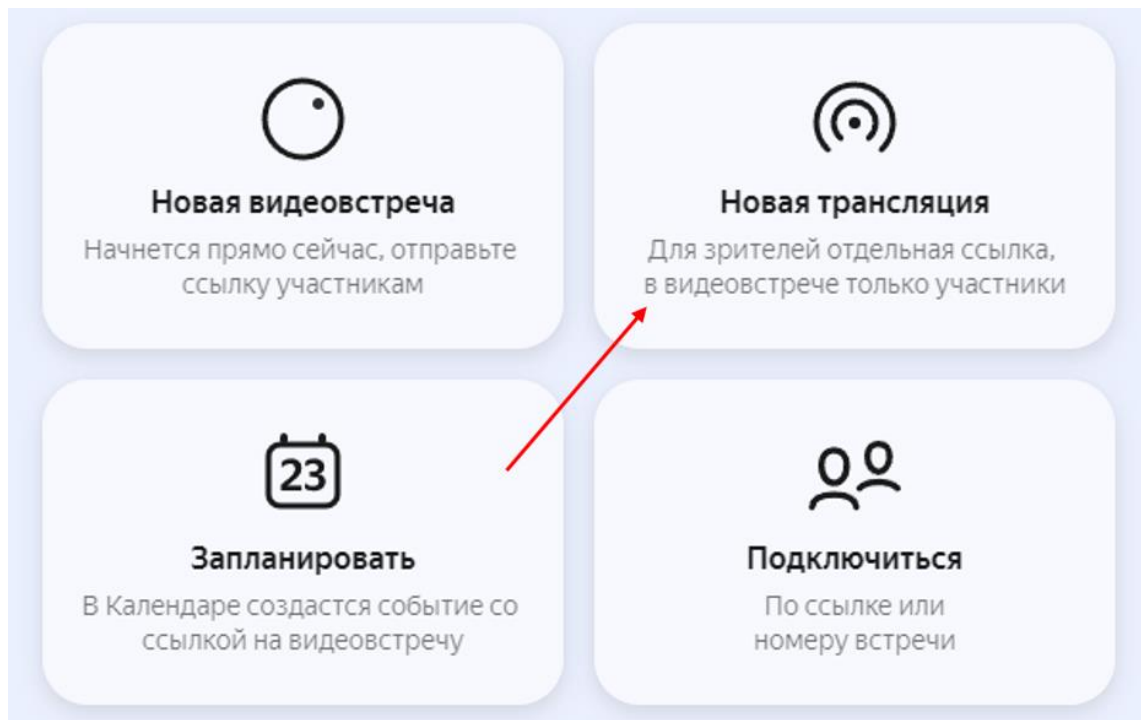 Новая видеовстреча
Начнется прямо сейчас, отправьте
ссылку участникам
Новая трансляция
Для зрителей отдельная ссылка,
в видеовстрече только участники
23
Запланировать
В Календаре создастся событие со
ссылкой на видеовстречу
Подключиться
По ссылке или
номеру встречи